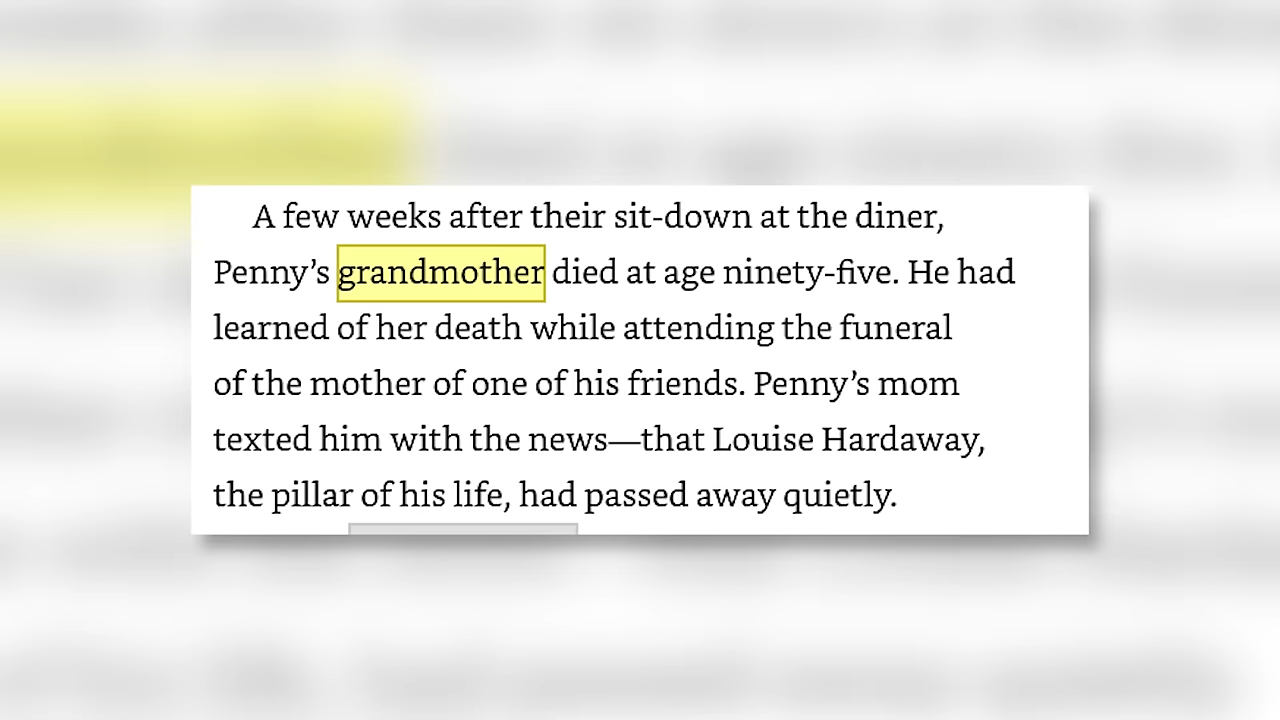 A few weeks after their sit-down at the diner,
Penny’s grandmother died at age ninety-five. He had
learned of her death while attending the funeral
of the mother of one of his friends. Penny’s mom
texted him with the news—that Louise Hardaway,
the pillar of his life, had passed away quietly.